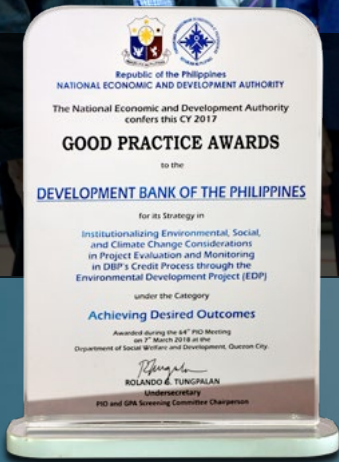 Republic of the Philippines
NATIONAL ECONOMIC AND DEVELOPMENT AUTHORITY
The National Economic and Development Authority
confers this CY 2017
GOOD PRACTICE AWARDS
to the
DEVELOPMENT BANK OF THE PHILIPPINES
for its Strategy in
Institutionalizing Environmental, Social,
and Climate Change Considerations
in Project Evaluation and Monitoring
in DBP's Credit Process through the
Environmental Development Project (EDP)
under the Category
Achieving Desired Outcomes
Awarded during the 64th PIO Meeting
on 7th March 2018 at the
Department of Social Welfare and Development, Quezon City.
ROLANDO G. TUNGPALAN
Undersecretary
PIO and GPA Screening Committee Chairperson